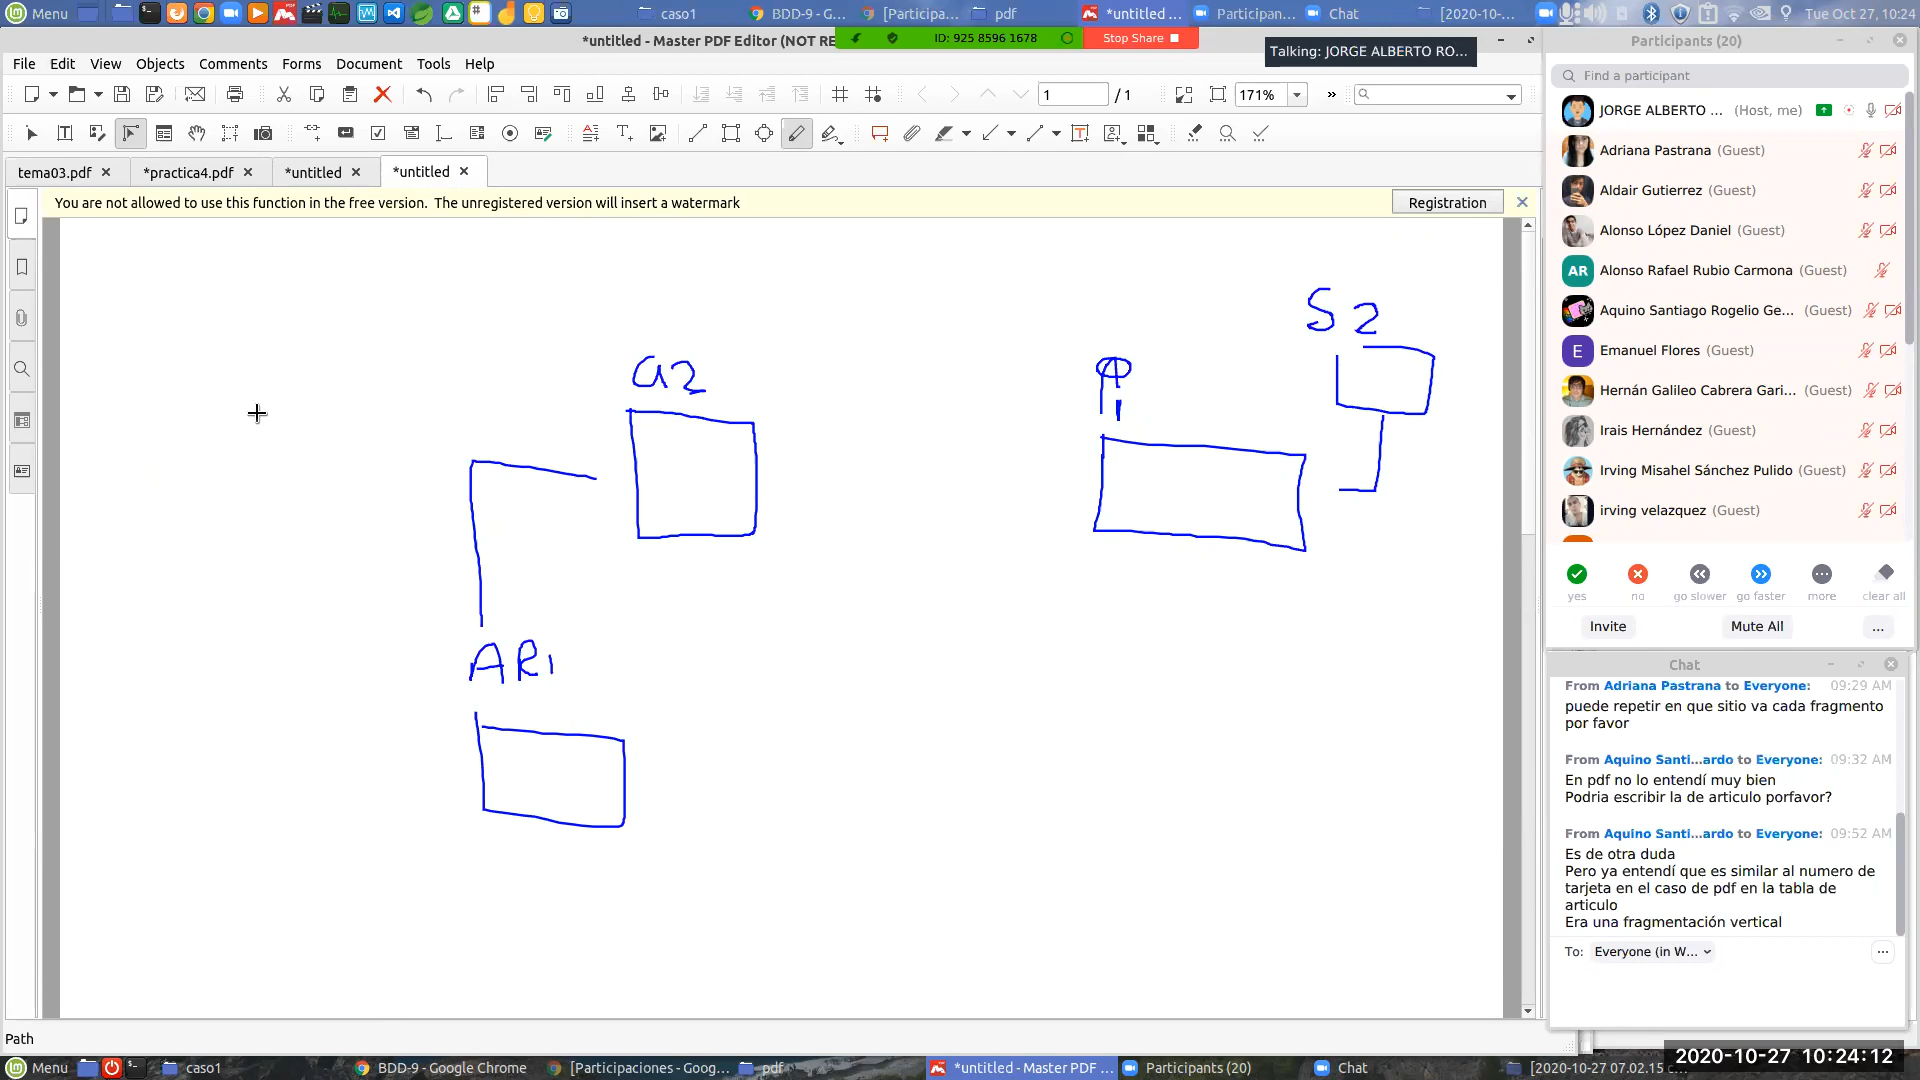 Menu
caso1
BDD-9 - G...
[Participa...
pdf
*untitled ...
Participan...
Chat
[2020-10-...
Tue Oct 27, 10:24
*untitled - Master PDF Editor (NOT RE
ID: 925 8596 1678
Stop Share
Talking: JORGE ALBERTO RO...
File Edit View Objects Comments Forms Document Tools Help
1 / 1
171%
tema03.pdf
*practica4.pdf
*untitled
*untitled
You are not allowed to use this function in the free version. The unregistered version will insert a watermark
Registration
S2
a2
AR1
Path
Participants (20)
Find a participant
JORGE ALBERTO ... (Host, me)
Adriana Pastrana (Guest)
Aldair Gutierrez (Guest)
Alonso López Daniel (Guest)
AR
Alonso Rafael Rubio Carmona (Guest)
Aquino Santiago Rogelio Ge... (Guest)
E
Emanuel Flores (Guest)
Hernán Galileo Cabrera Gari... (Guest)
Irais Hernández (Guest)
Irving Misahel Sánchez Pulido (Guest)
irving velazquez (Guest)
yes no go slower go faster more clear all
Invite
Mute All
...
Chat
From Adriana Pastrana to Everyone: 09:29 AM
puede repetir en que sitio va cada fragmento
por favor
From Aquino Santi...ardo to Everyone: 09:32 AM
En pdf no lo entendí muy bien
Podria escribir la de articulo porfavor?
From Aquino Santi...ardo to Everyone: 09:52 AM
Es de otra duda
Pero ya entendí que es similar al numero de
tarjeta en el caso de pdf en la tabla de
articulo
Era una fragmentación vertical
To: Everyone (in W...
Menu
caso1
BDD-9 - Google Chrome
[Participaciones - Goog...
pdf
*untitled - Master PDF ...
Participants (20)
Chat
[2020-10-27 07.02.15 c...
2020-10-27 10:24:12